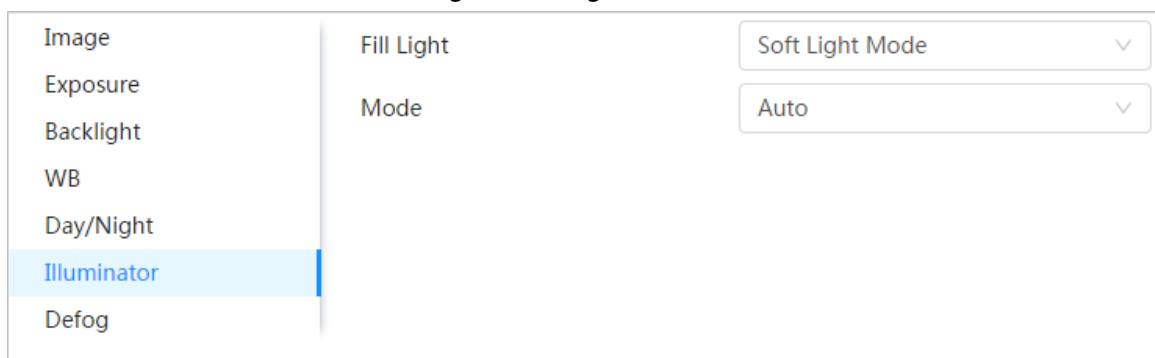 Image
Exposure
Backlight
WB
Day/Night
Illuminator
Defog
Fill Light
Soft Light Mode
Mode
Auto